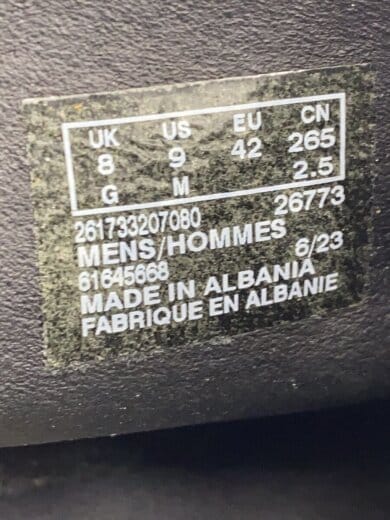 UK US EU CN
8 9 42 265
G M 2.5
261733207080 26773
MENS/HOMMES
61645668 6/23
MADE IN ALBANIA
FABRIQUE EN ALBANIE